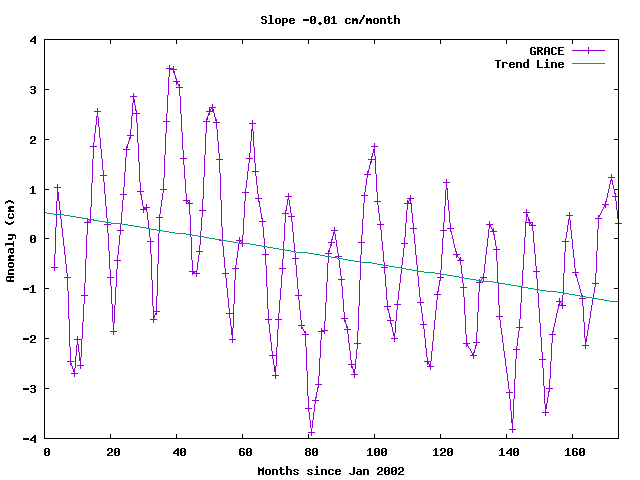 Slope -0.01 cm/month
GRACE
Trend Line
4
3
2
1
0
-1
-2
-3
-4
Anomaly (cm)
0 20 40 60 80 100 120 140 160
Months since Jan 2002